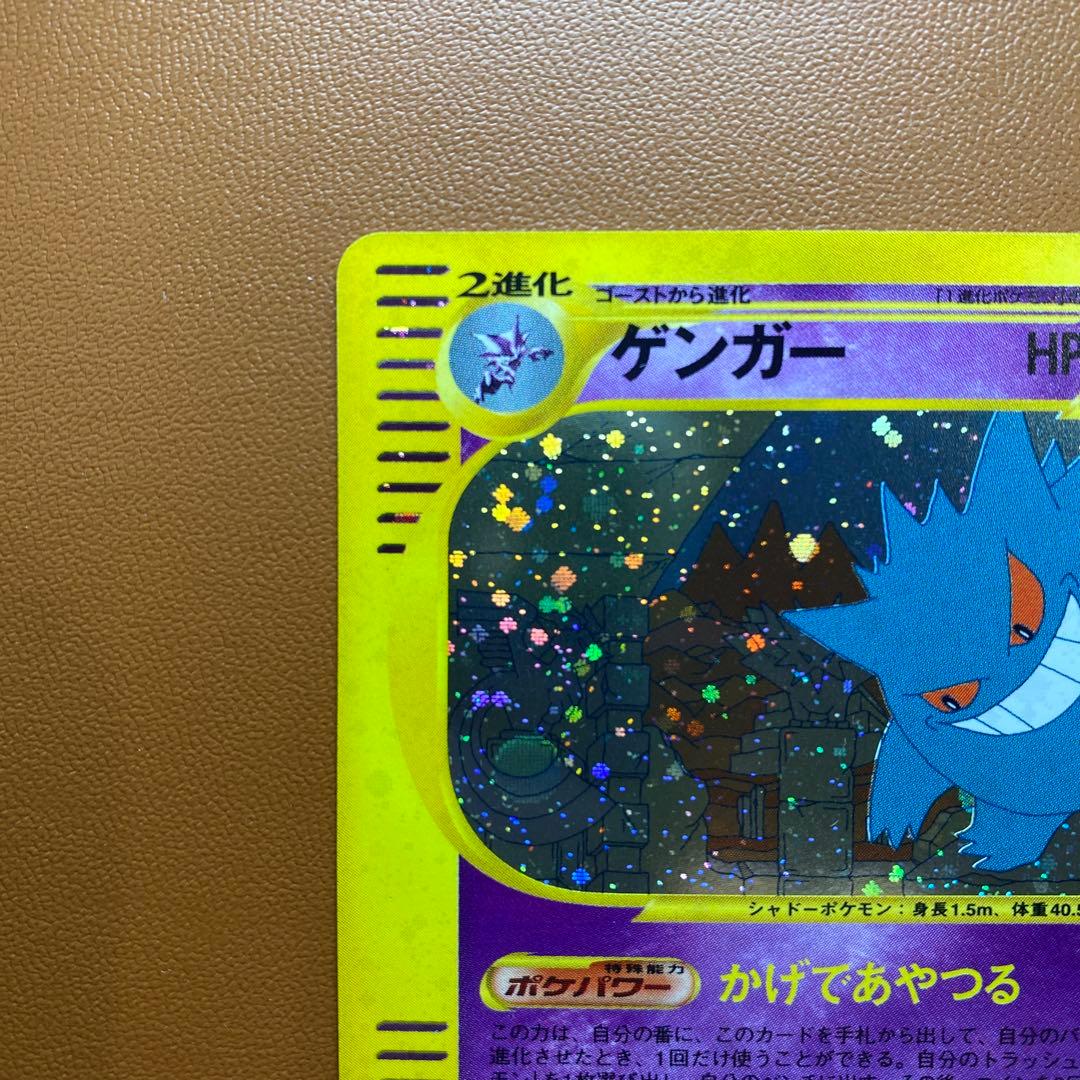 2進化
ゴーストから進化
ゲンガー
HP
シャドーポケモン：身長1.5m、体重40.5
特殊能力
ポケパワー
かげであやつる
この力は、自分の番に、このカードを手札から出して、自分の
進化させたとき、1回だけ使うことができる。自分のトラッシュ